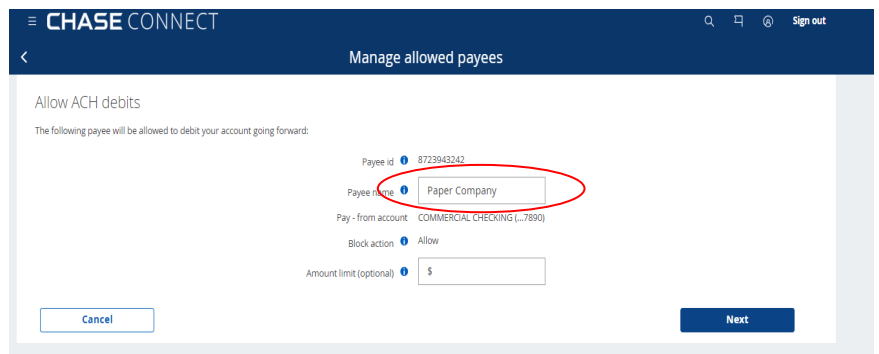 CHASE CONNECT
Sign out
Manage allowed payees
Allow ACH debits
The following payee will be allowed to debit your account going forward:
Payee id 8723943242
Payee name Paper Company
Pay - from account COMMERCIAL CHECKING (...7890)
Block action Allow
Amount limit (optional) $
Cancel
Next